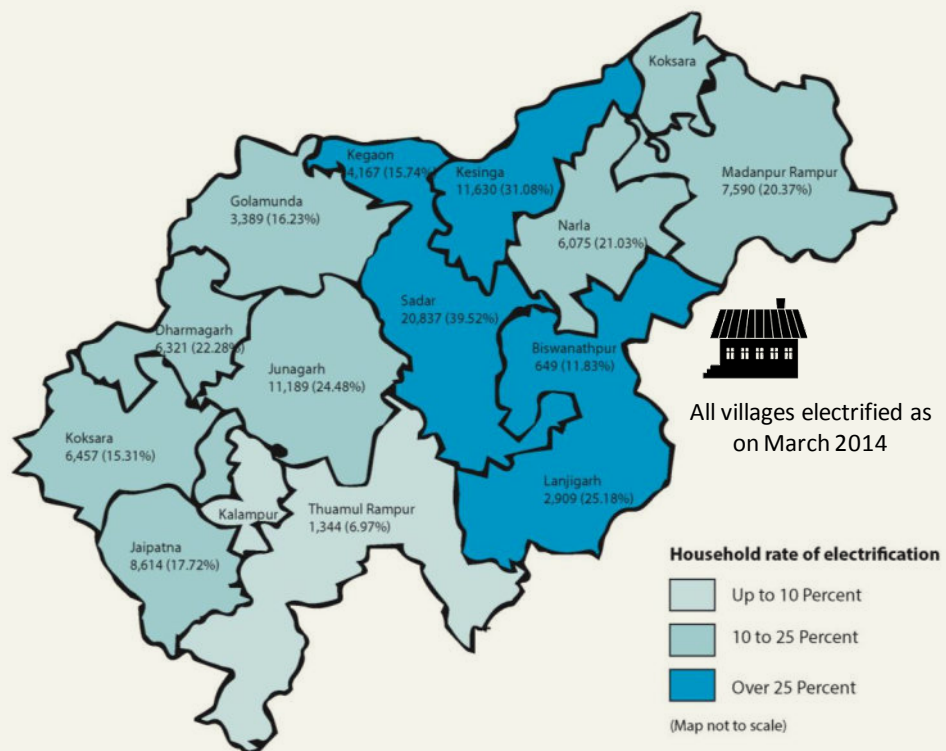 Koksara
Kegaon
4,167 (15.74%)
Kesinga
11,630 (31.08%)
Madanpur Rampur
7,590 (20.37%)
Golamunda
3,389 (16.23%)
Narla
6,075 (21.03%)
Sadar
20,837 (39.52%)
Dharmagarh
6,321 (22.28%)
Biswanathpur
649 (11.83%)
Junagarh
11,189 (24.48%)
All villages electrified as
on March 2014
Koksara
6,457 (15.31%)
Lanjigarh
2,909 (25.18%)
Kalampur
Thuamul Rampur
1,344 (6.97%)
Jaipatna
8,614 (17.72%)
Household rate of electrification
Up to 10 Percent
10 to 25 Percent
Over 25 Percent
(Map not to scale)